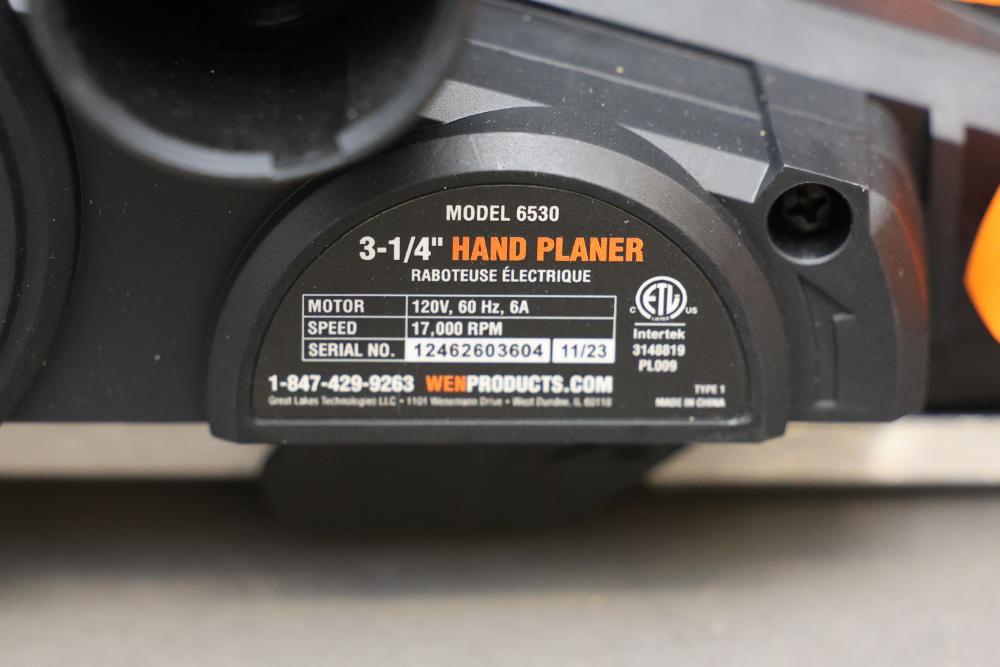 MODEL 6530
3-1/4" HAND PLANER
RABOTEUSE ÉLECTRIQUE
MOTOR 120V, 60 Hz, 6A
SPEED 17,000 RPM
SERIAL NO. 12462603604 11/23
C ETL US
LISTED
Intertek
3148819
PL009
1-847-429-9263 WENPRODUCTS.COM
TYPE 1
Great Lakes Technologies LLC • 1101 Wesemann Drive • West Dundee, IL 60118
MADE IN CHINA